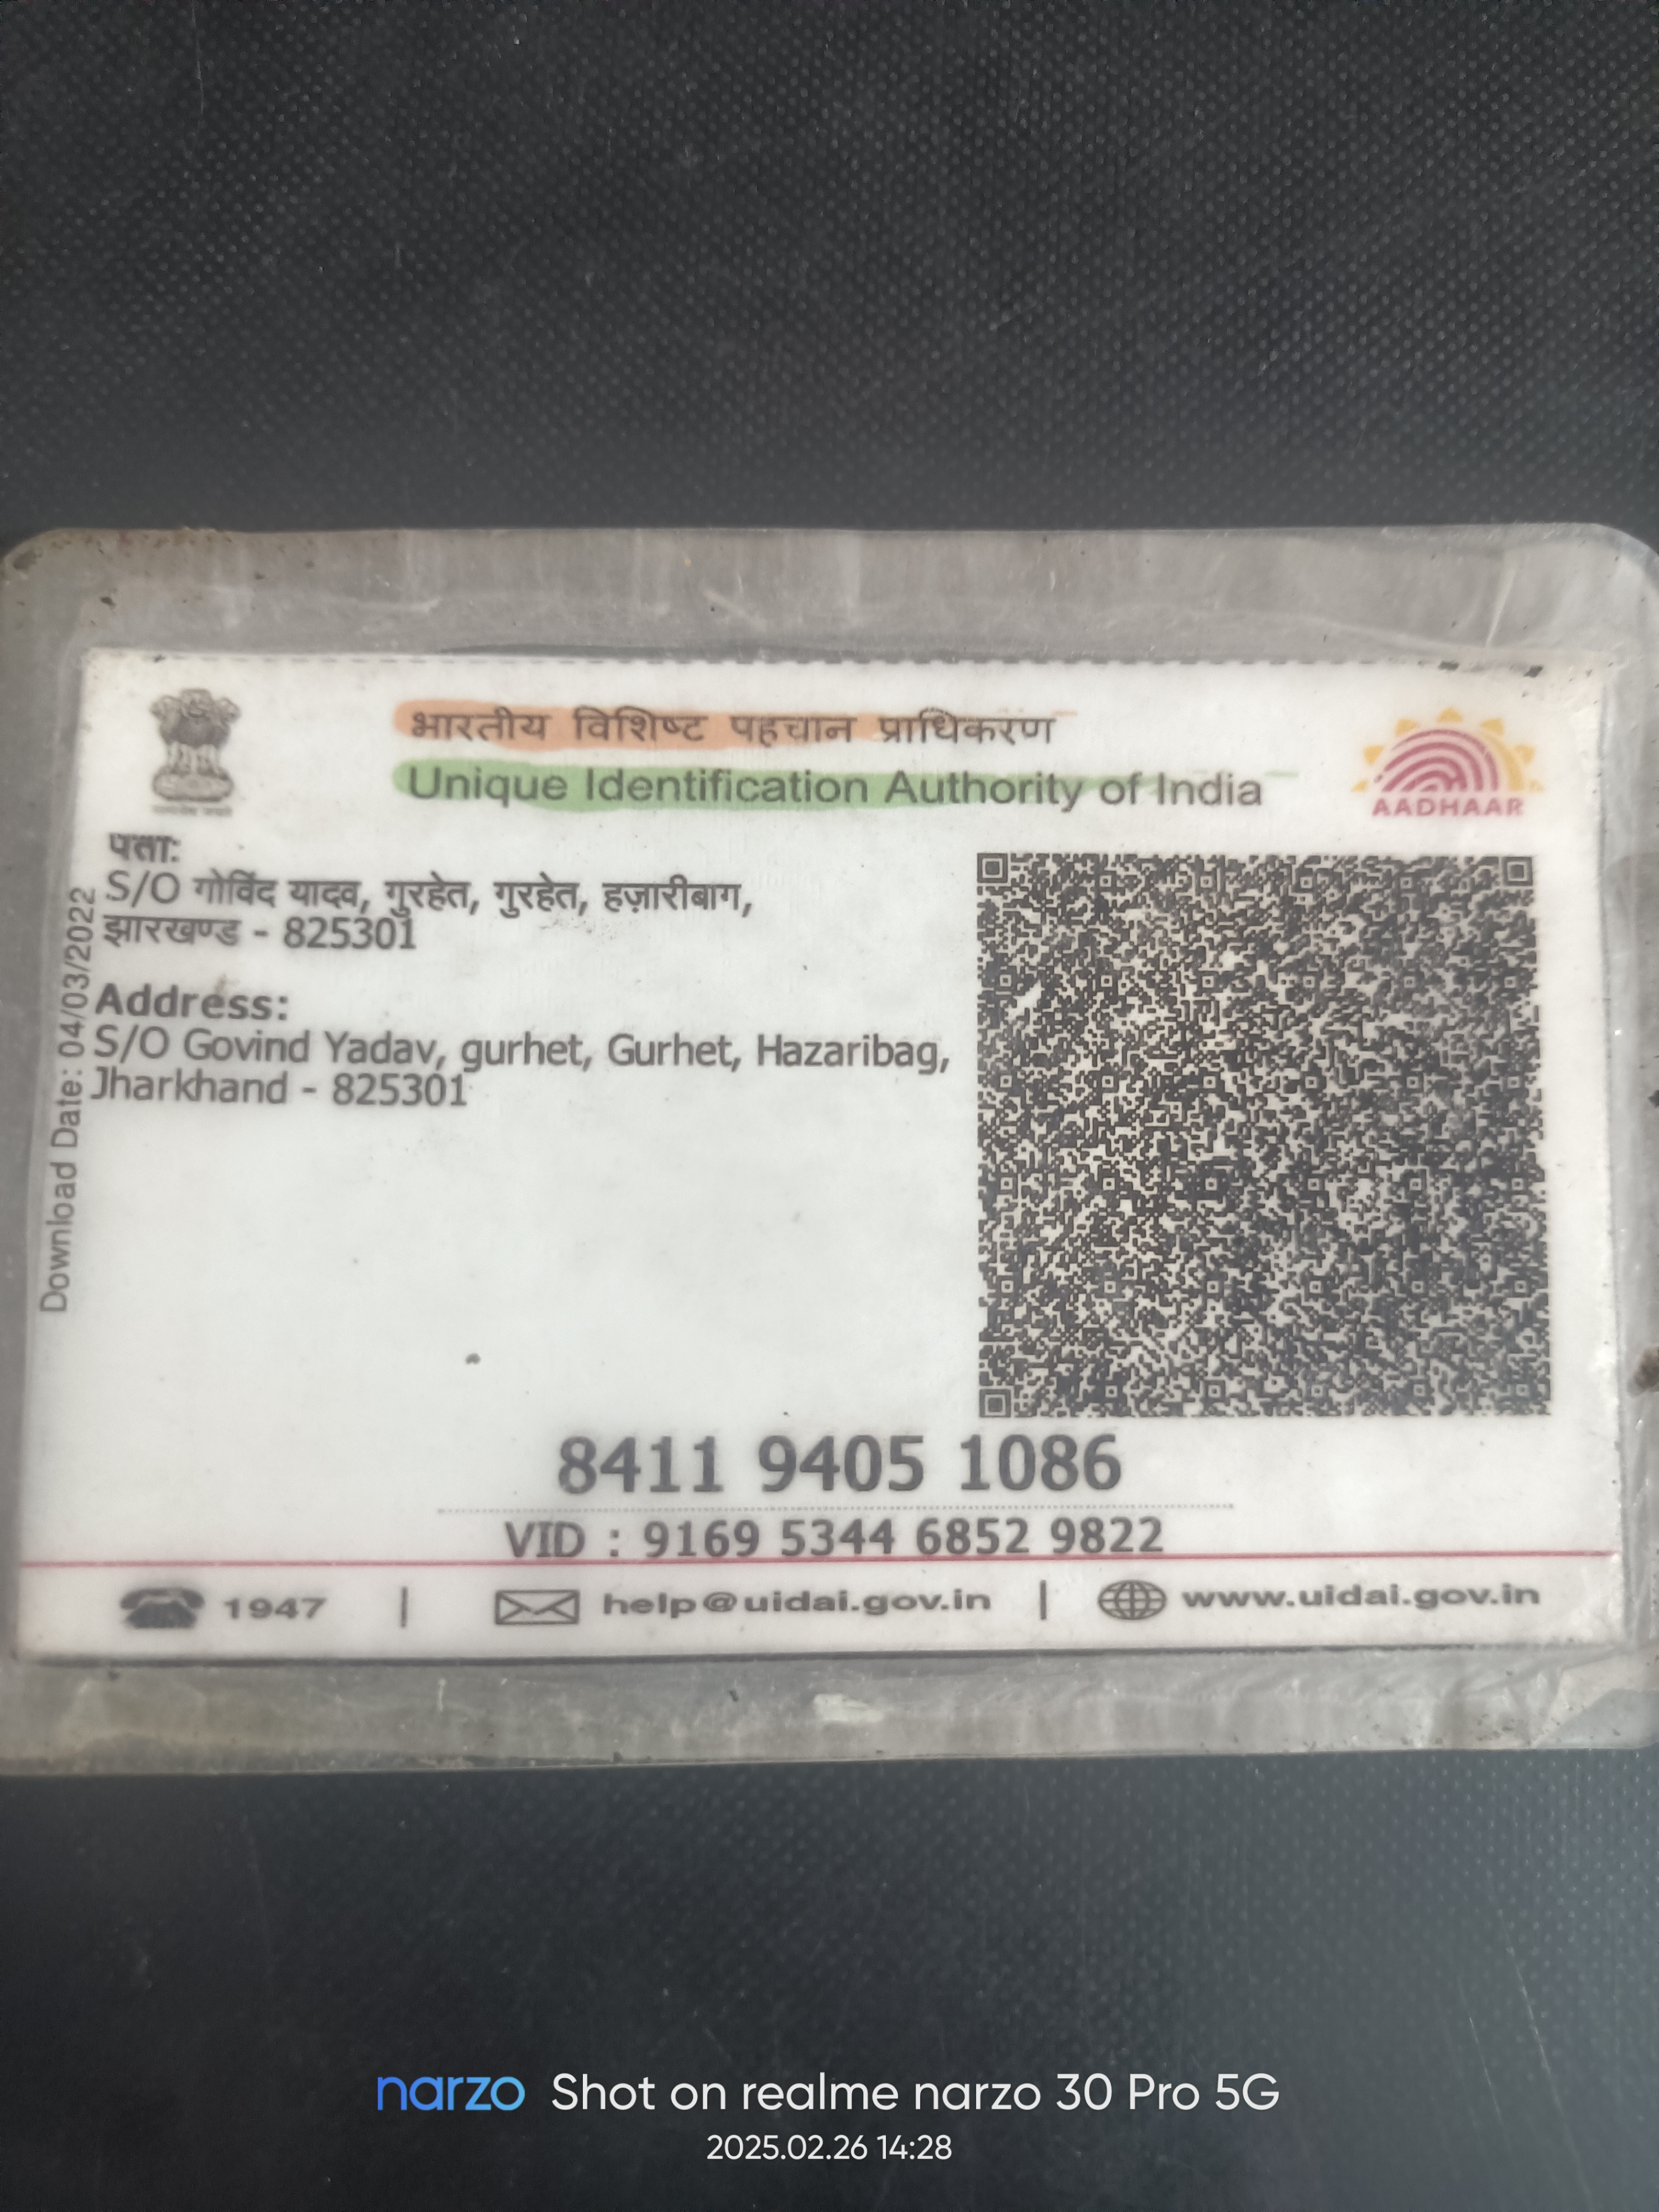 भारतीय विशिष्ट पहचान प्राधिकरण
Unique Identification Authority of India
AADHAAR
पता:
S/O गोविंद यादव, गुरहेत, गुरहेत, हज़ारीबाग,
झारखण्ड - 825301
Address:
S/O Govind Yadav, gurhet, Gurhet, Hazaribag,
Jharkhand - 825301
Download Date: 04/03/2022
8411 9405 1086
VID : 9169 5344 6852 9822
1947 | help@uidai.gov.in | www.uidai.gov.in
narzo Shot on realme narzo 30 Pro 5G
2025.02.26 14:28